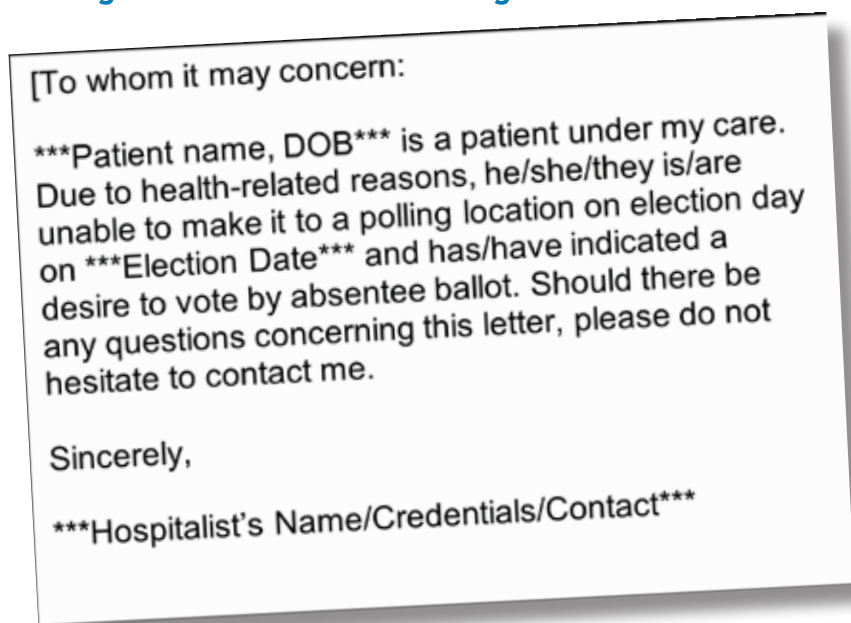 [To whom it may concern:
***Patient name, DOB*** is a patient under my care.
Due to health-related reasons, he/she/they is/are
unable to make it to a polling location on election day
on ***Election Date*** and has/have indicated a
desire to vote by absentee ballot. Should there be
any questions concerning this letter, please do not
hesitate to contact me.
Sincerely,
***Hospitalist's Name/Credentials/Contact***